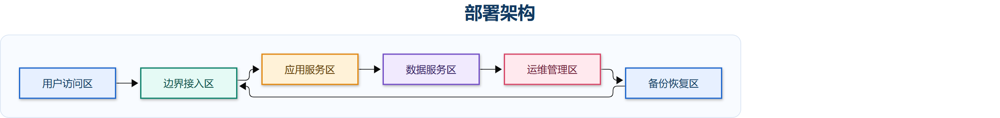 部署架构
用户访问区
边界接入区
应用服务区
数据服务区
运维管理区
备份恢复区